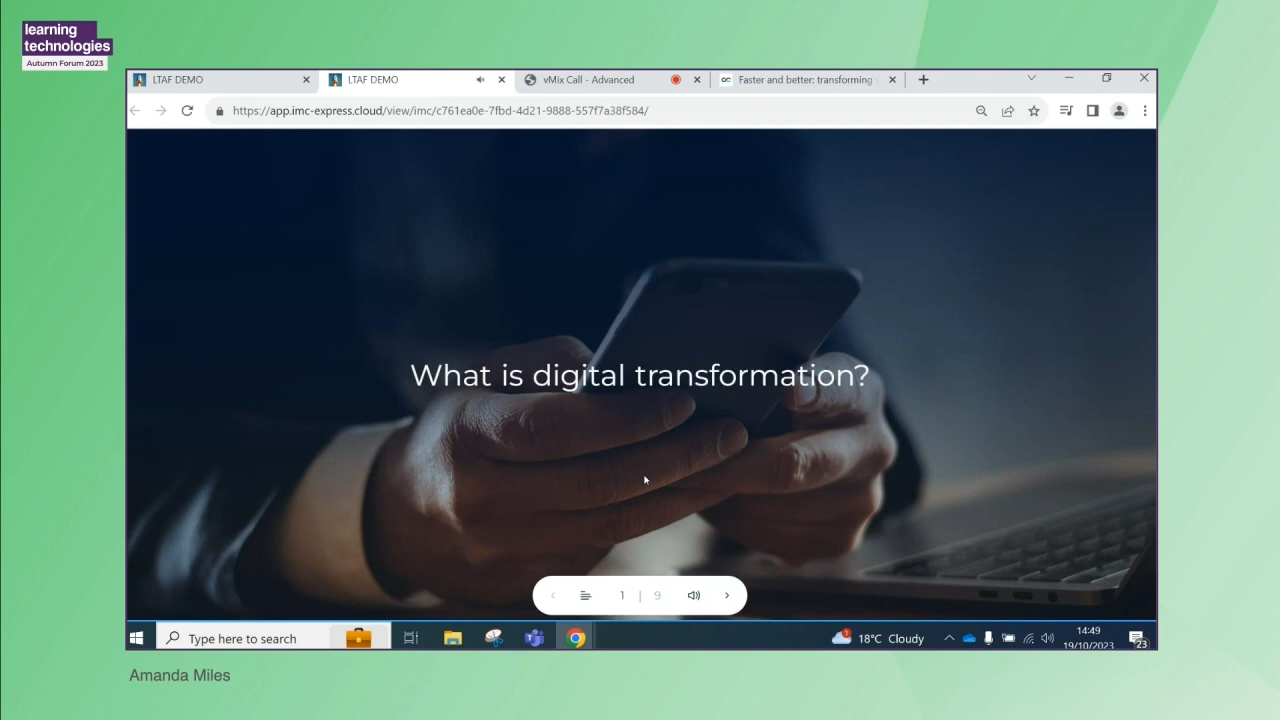 learning
technologies
Autumn Forum 2023
LTAF DEMO
LTAF DEMO
vMix Call - Advanced
Faster and better: transforming
https://app.imc-express.cloud/view/imc/c761ea0e-7fbd-4d21-9888-557f7a38f584/
What is digital transformation?
1 | 9
Type here to search
18°C Cloudy
14:49
19/10/2023
23
Amanda Miles